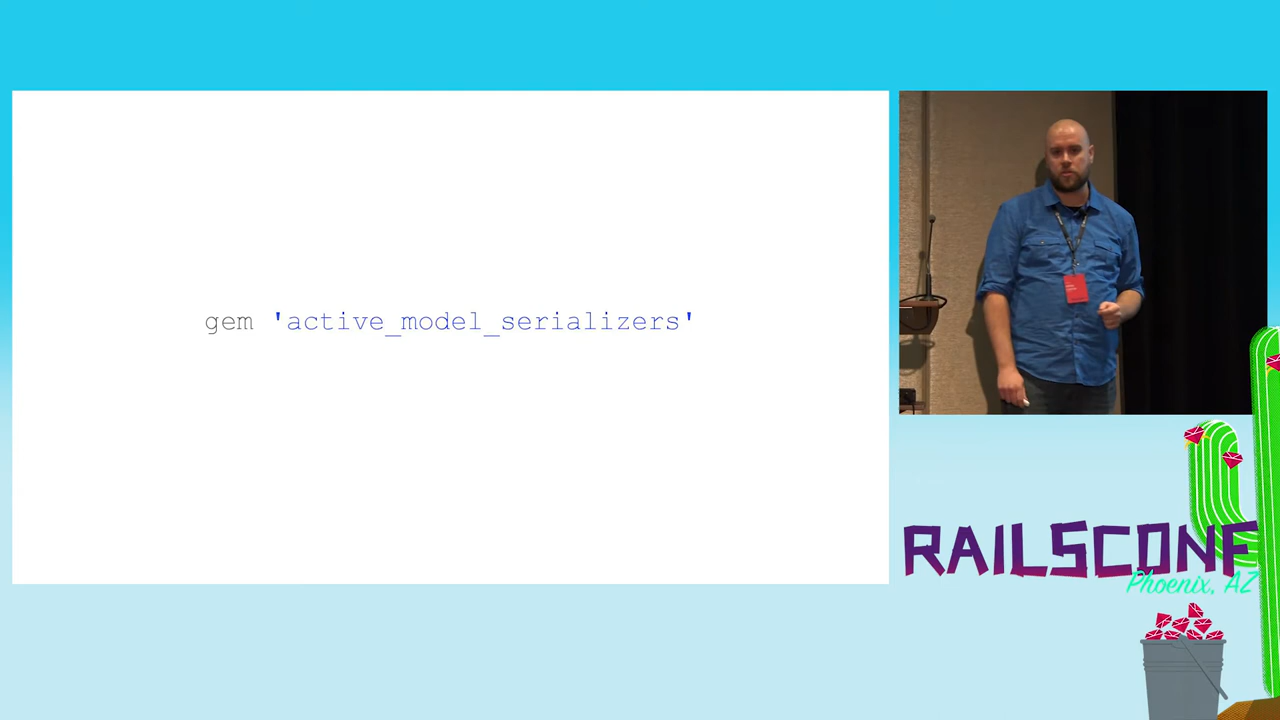 gem 'active_model_serializers'
RAILSCONF
Phoenix, AZ